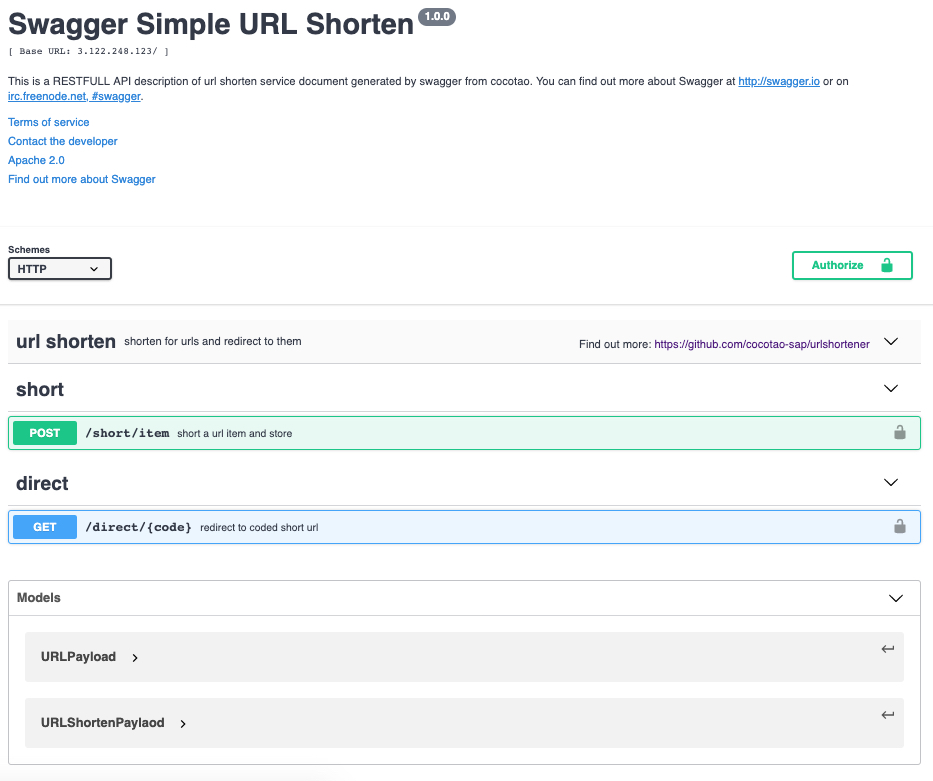 Swagger Simple URL Shorten 1.0.0
[ Base URL: 3.122.248.123/ ]
This is a RESTFULL API description of url shorten service document generated by swagger from cocotao. You can find out more about Swagger at http://swagger.io or on
irc.freenode.net, #swagger.
Terms of service
Contact the developer
Apache 2.0
Find out more about Swagger
Schemes
HTTP
Authorize
url shorten shorten for urls and redirect to them Find out more: https://github.com/cocotao-sap/urlshortener
short
POST /short/item short a url item and store
direct
GET /direct/{code} redirect to coded short url
Models
URLPayload
URLShortenPaylaod